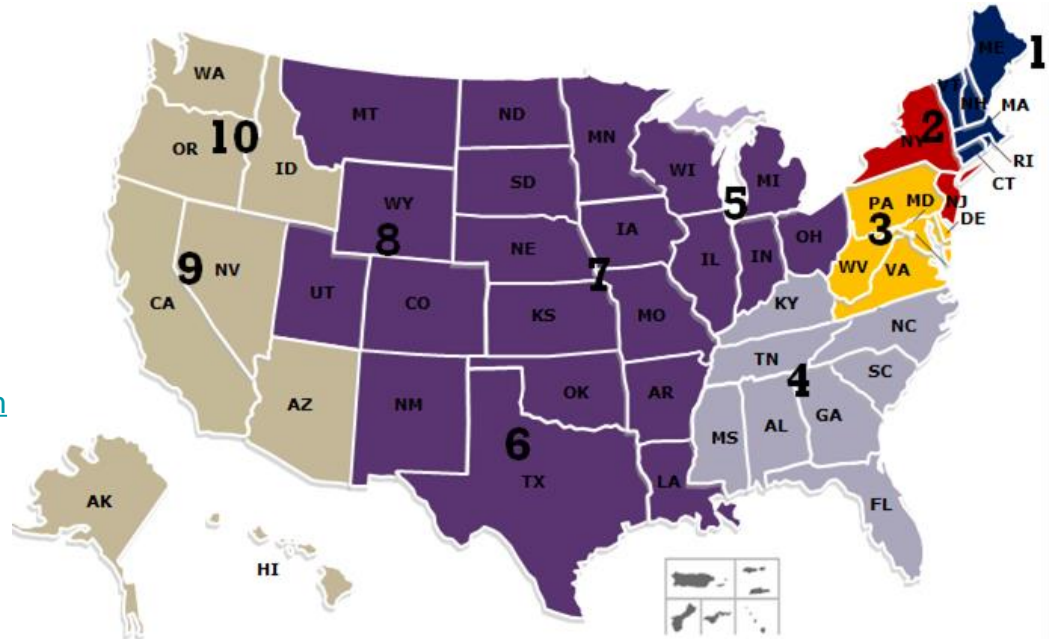 ME
1
WA
VT
NH
MA
MT
ND
MN
2
NY
OR
10
ID
RI
WI
MI
CT
SD
WY
5
PA
MD
NJ
DE
3
IA
8
NE
OH
IL
IN
WV
VA
9
NV
7
UT
CO
CA
KS
MO
KY
NC
TN
4
SC
n
AZ
NM
OK
AR
GA
MS
AL
6
TX
LA
AK
FL
HI